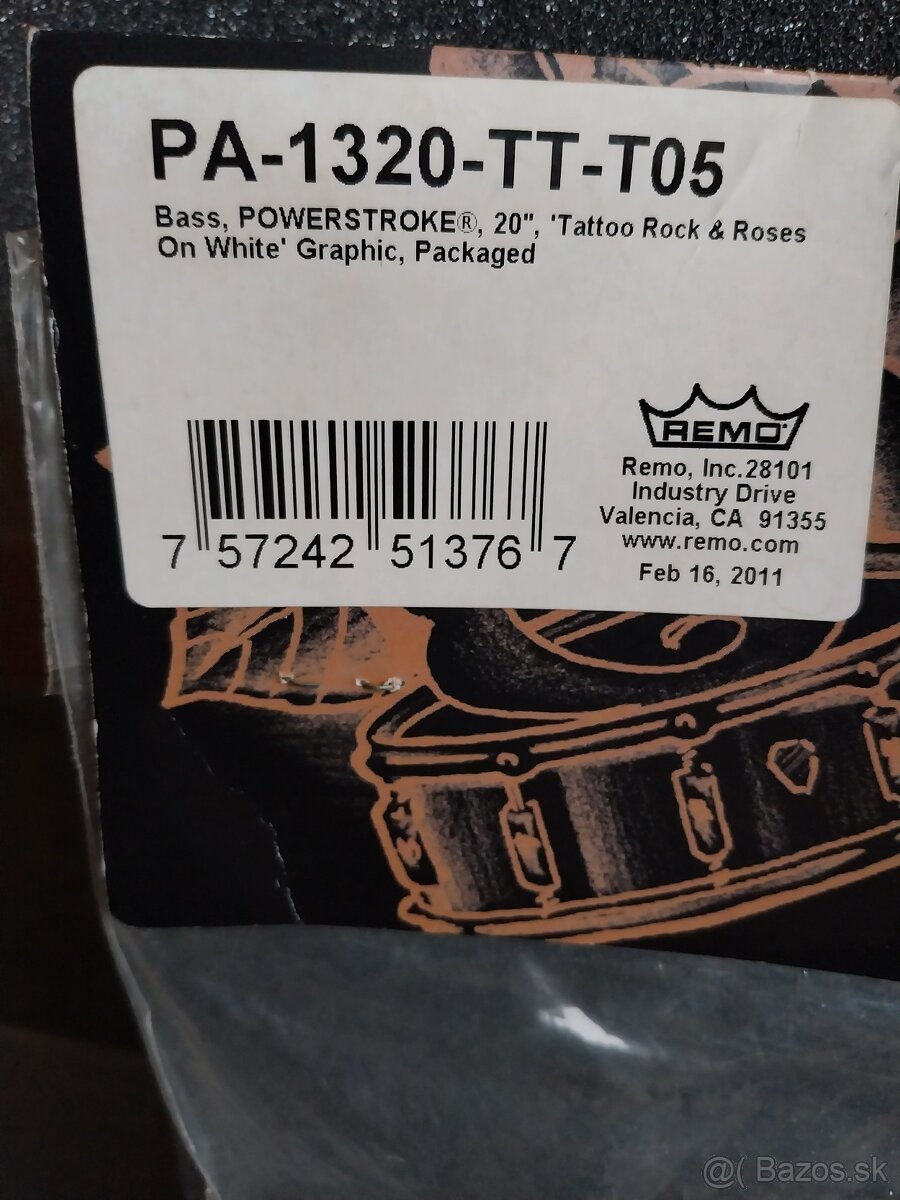 PA-1320-TT-T05
Bass, POWERSTROKE®, 20", 'Tattoo Rock & Roses
On White' Graphic, Packaged
REMO
Remo, Inc.28101
Industry Drive
Valencia, CA 91355
www.remo.com
Feb 16, 2011
7 57242 51376 7
@( Bazos.sk